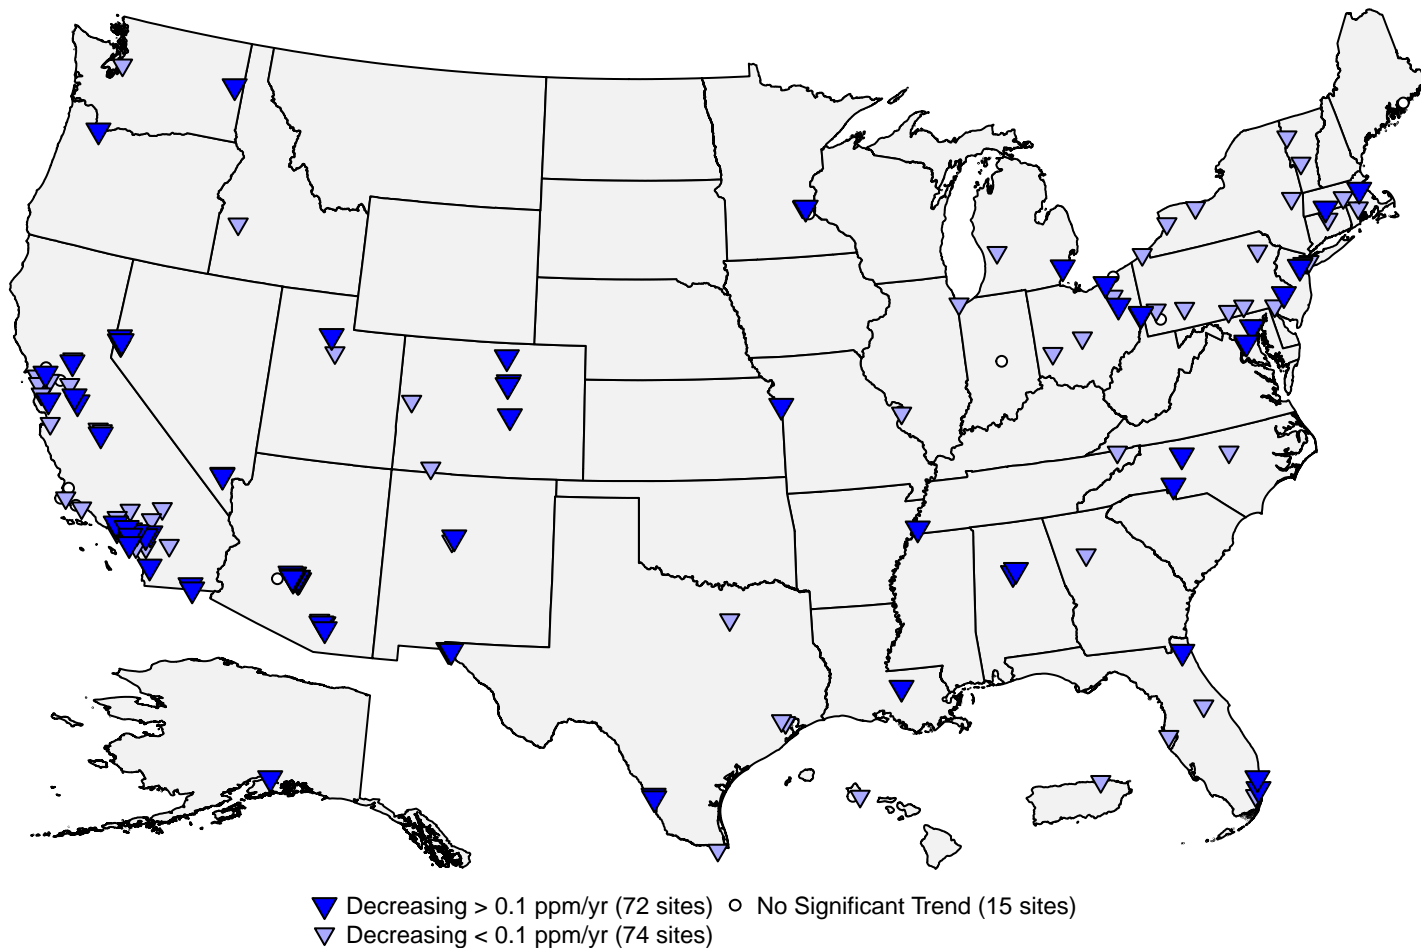 Decreasing > 0.1 ppm/yr (72 sites)
No Significant Trend (15 sites)
Decreasing < 0.1 ppm/yr (74 sites)